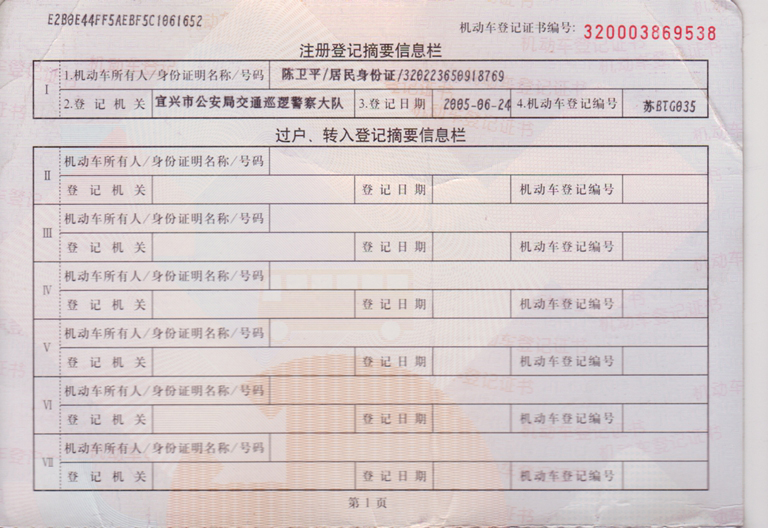 E2B0E44FF5AEBF5C1061652
机动车登记证书编号: 320003869538
注册登记摘要信息栏
I 1.机动车所有人/身份证明名称/号码 陈卫平/居民身份证/320223650918769
2.登记机关 宜兴市公安局交通巡逻警察大队 3.登记日期 2005-06-24 4.机动车登记编号 苏BTG035
过户、转入登记摘要信息栏
II 机动车所有人/身份证明名称/号码
登记机关 登记日期 机动车登记编号
III 机动车所有人/身份证明名称/号码
登记机关 登记日期 机动车登记编号
IV 机动车所有人/身份证明名称/号码
登记机关 登记日期 机动车登记编号
V 机动车所有人/身份证明名称/号码
登记机关 登记日期 机动车登记编号
VI 机动车所有人/身份证明名称/号码
登记机关 登记日期 机动车登记编号
VII 机动车所有人/身份证明名称/号码
登记机关 登记日期 机动车登记编号
第1页